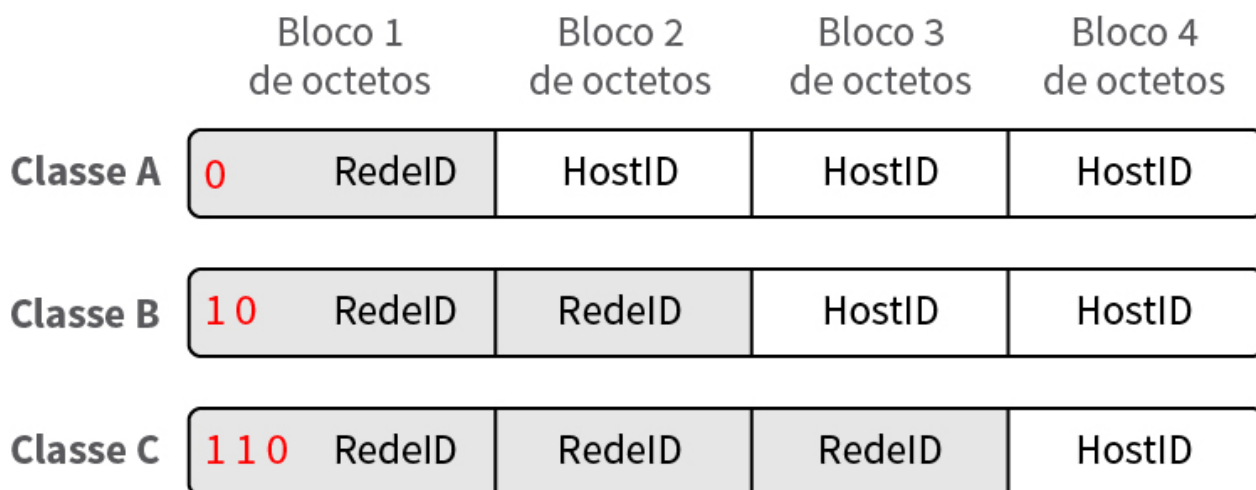 Bloco 1 Bloco 2 Bloco 3 Bloco 4
de octetos de octetos de octetos de octetos
Classe A 0 RedeID HostID HostID HostID
Classe B 1 0 RedeID RedeID HostID HostID
Classe C 1 1 0 RedeID RedeID RedeID HostID